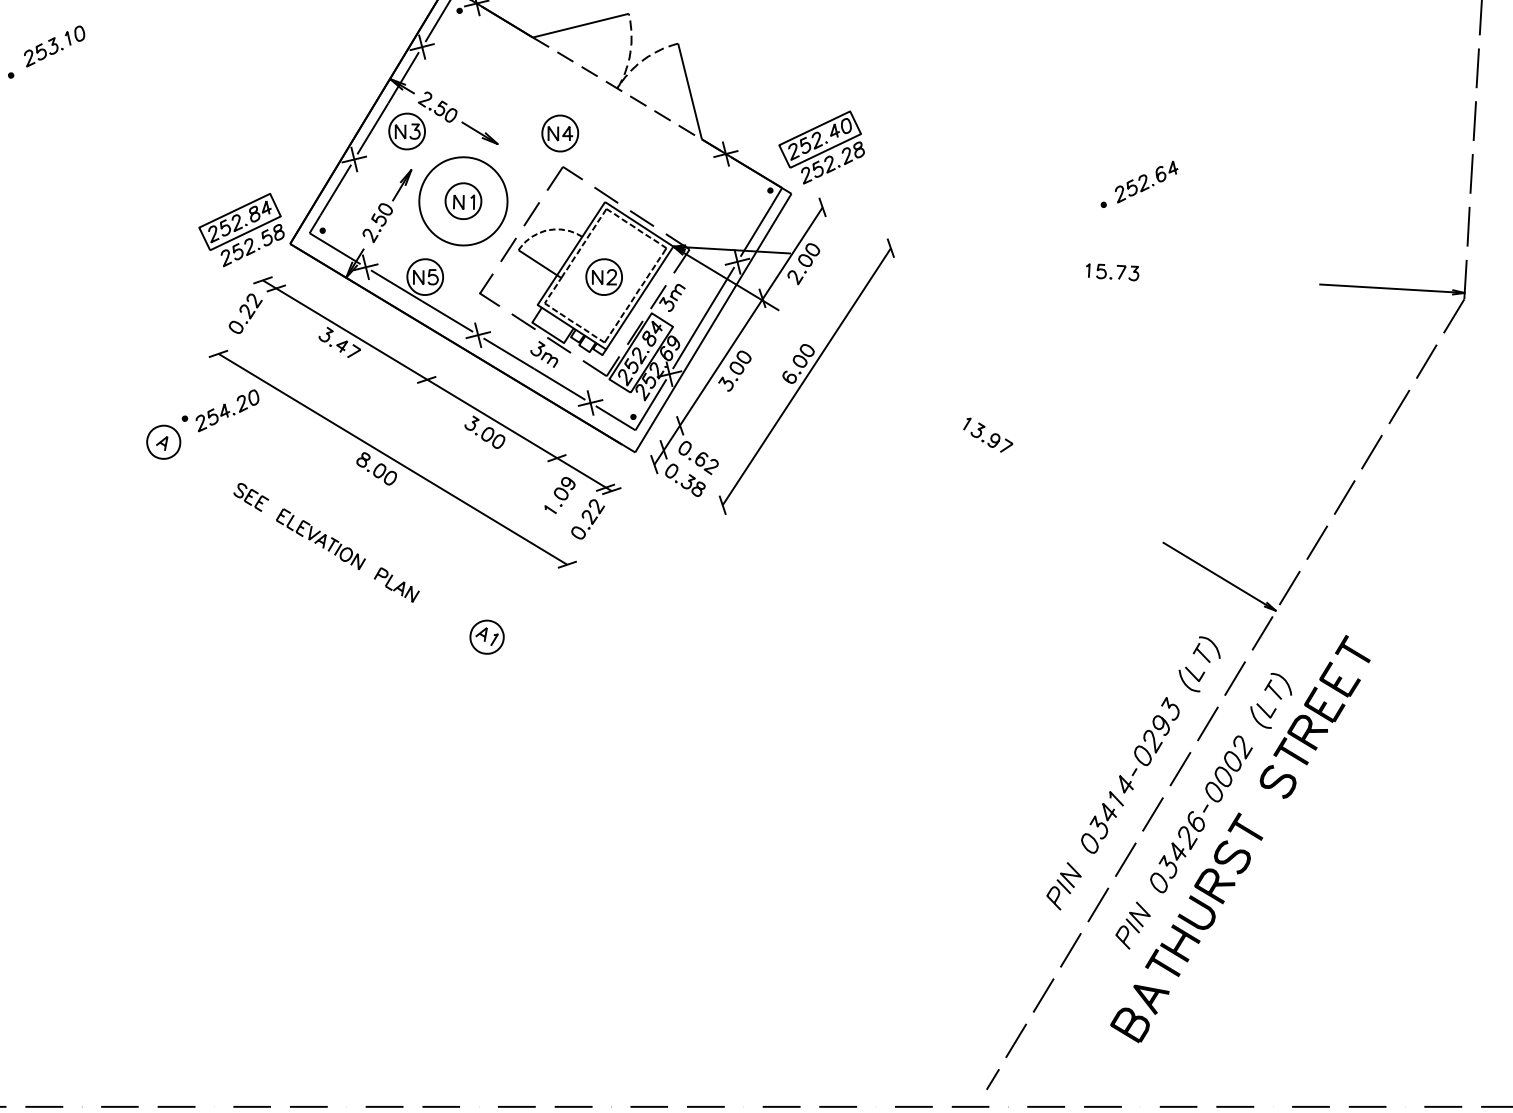 253.10
2.50
N3
N4
252.40
252.28
252.64
N1
2.50
252.84
252.58
N5
N2
2.00
15.73
3m
0.22
3.47
3m
252.84
252.69
3.00
6.00
254.20
A
3.00
13.97
8.00
0.62
0.38
1.09
0.22
SEE ELEVATION PLAN
A1
PIN 03414-0293 (LT)
PIN 03426-0002 (LT)
BATHURST STREET